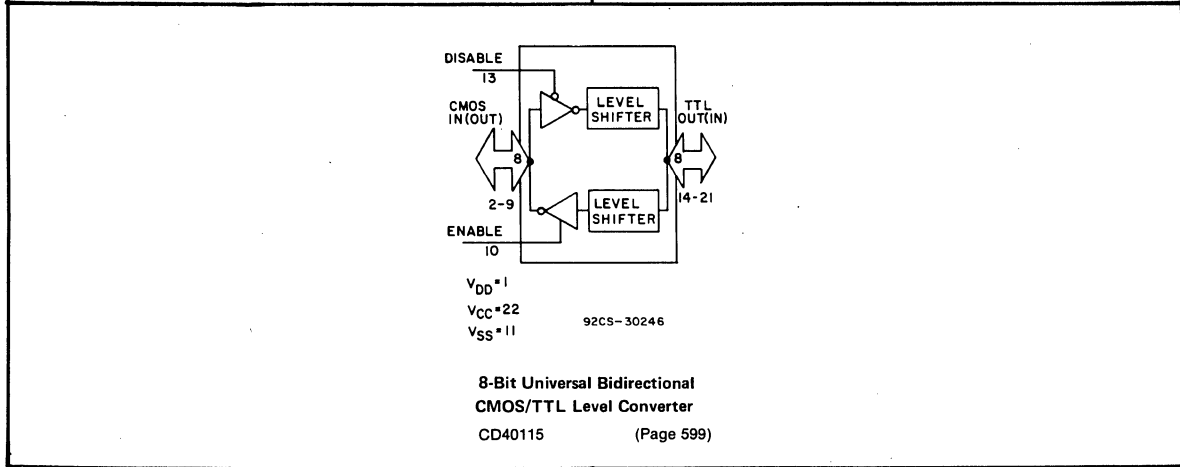 DISABLE
13
CMOS
IN(OUT)
LEVEL
SHIFTER
TTL
OUT(IN)
8
8
2-9
14-21
LEVEL
SHIFTER
ENABLE
10
VDD=1
VCC=22
VSS=11
92CS-30246
8-Bit Universal Bidirectional
CMOS/TTL Level Converter
CD40115 (Page 599)